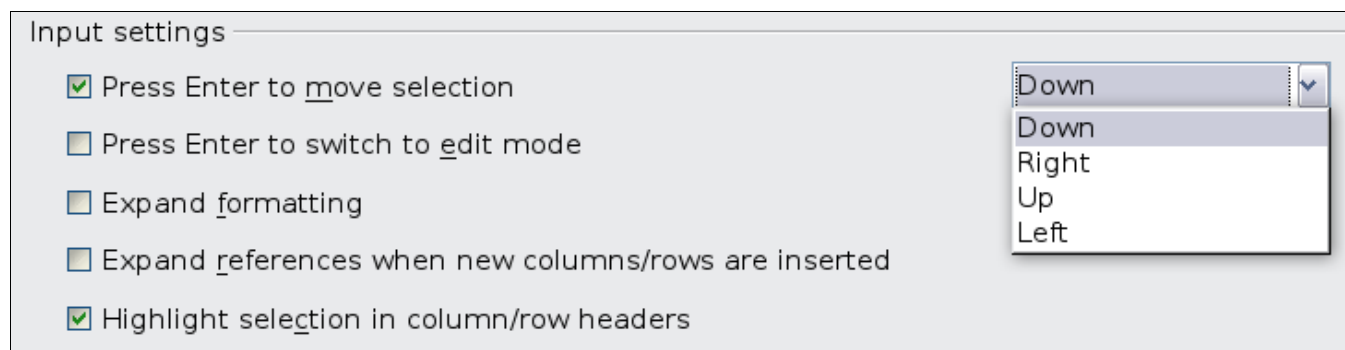 Input settings
Press Enter to move selection
Down
Down
Right
Up
Left
Press Enter to switch to edit mode
Expand formatting
Expand references when new columns/rows are inserted
Highlight selection in column/row headers